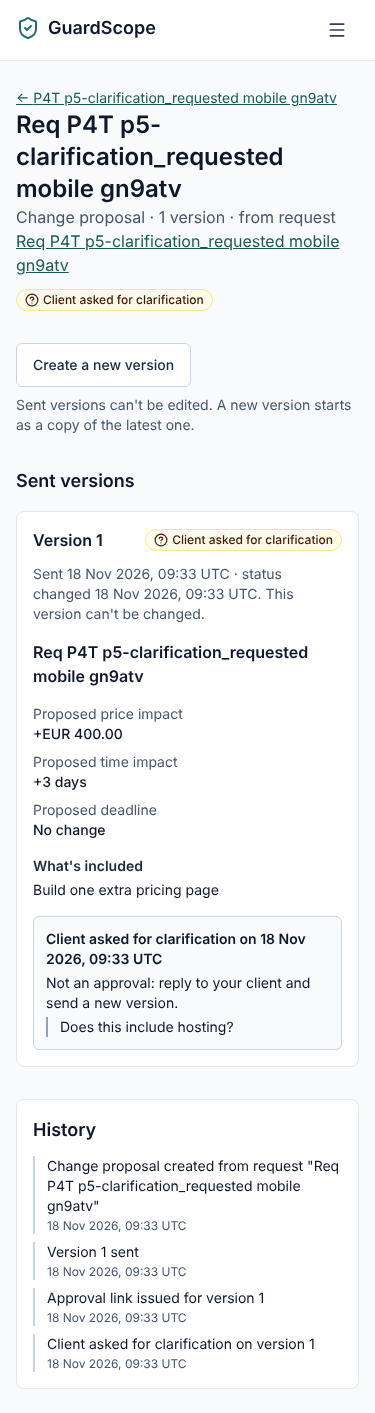 GuardScope
← P4T p5-clarification_requested mobile gn9atv
Req P4T p5-
clarification_requested
mobile gn9atv
Change proposal · 1 version · from request
Req P4T p5-clarification_requested mobile
gn9atv
Client asked for clarification
Create a new version
Sent versions can't be edited. A new version starts
as a copy of the latest one.
Sent versions
Version 1
Client asked for clarification
Sent 18 Nov 2026, 09:33 UTC · status
changed 18 Nov 2026, 09:33 UTC. This
version can't be changed.
Req P4T p5-clarification_requested
mobile gn9atv
Proposed price impact
+EUR 400.00
Proposed time impact
+3 days
Proposed deadline
No change
What's included
Build one extra pricing page
Client asked for clarification on 18 Nov
2026, 09:33 UTC
Not an approval: reply to your client and
send a new version.
Does this include hosting?
History
Change proposal created from request "Req
P4T p5-clarification_requested mobile
gn9atv"
18 Nov 2026, 09:33 UTC
Version 1 sent
18 Nov 2026, 09:33 UTC
Approval link issued for version 1
18 Nov 2026, 09:33 UTC
Client asked for clarification on version 1
18 Nov 2026, 09:33 UTC